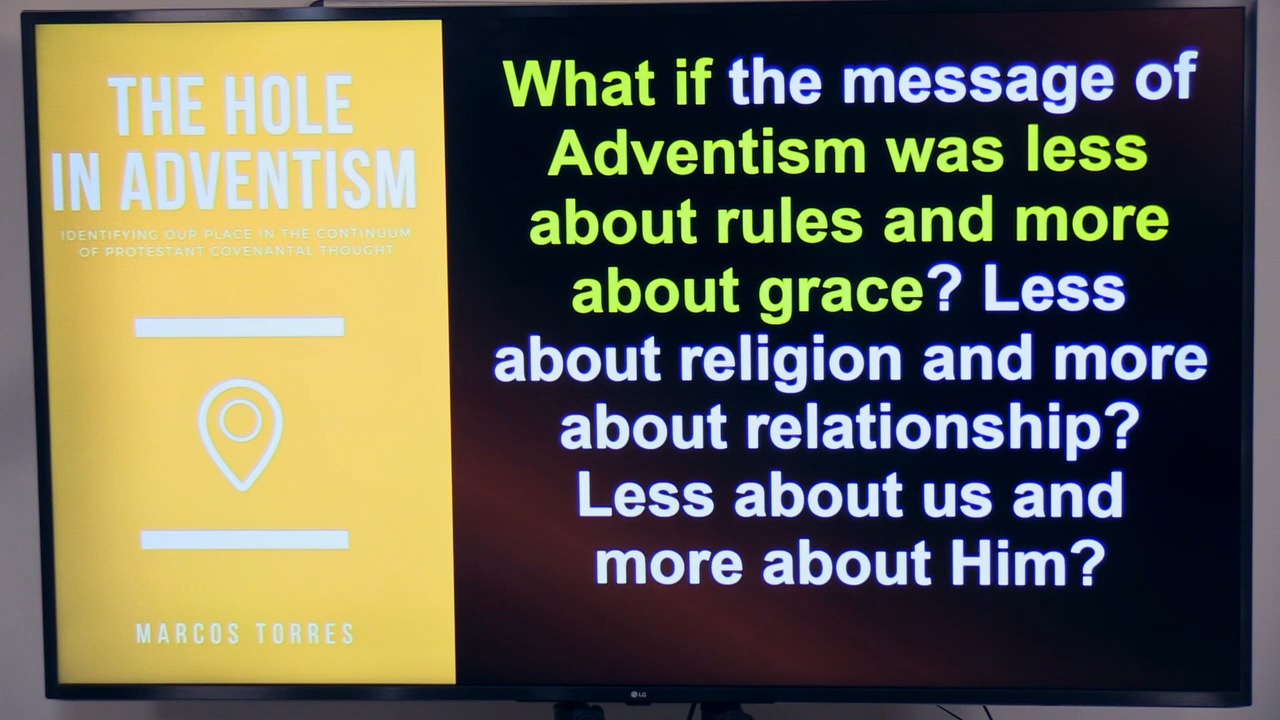 THE HOLE
IN ADVENTISM
IDENTIFYING OUR PLACE IN THE CONTINUUM
OF PROTESTANT COVENANTAL THOUGHT
MARCOS TORRES
What if the message of
Adventism was less
about rules and more
about grace? Less
about religion and more
about relationship?
Less about us and
more about Him?
LG